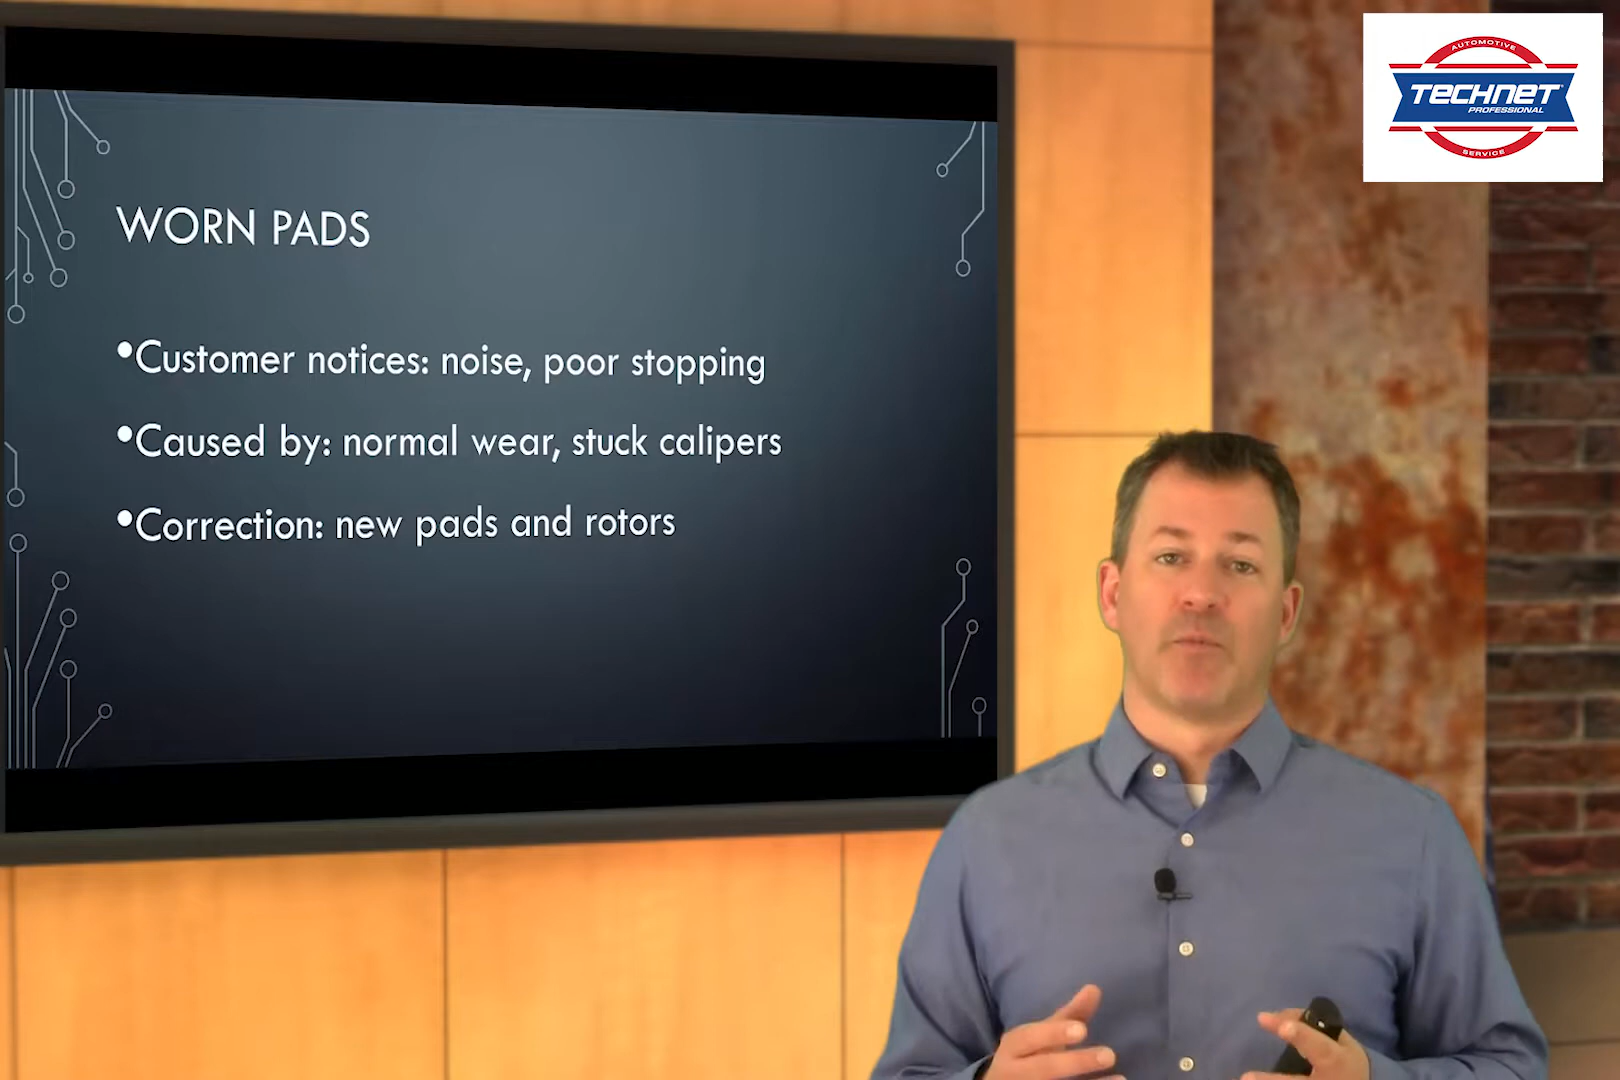 WORN PADS
•Customer notices: noise, poor stopping
•Caused by: normal wear, stuck calipers
•Correction: new pads and rotors
AUTOMOTIVE
TECHNET
PROFESSIONAL
SERVICE